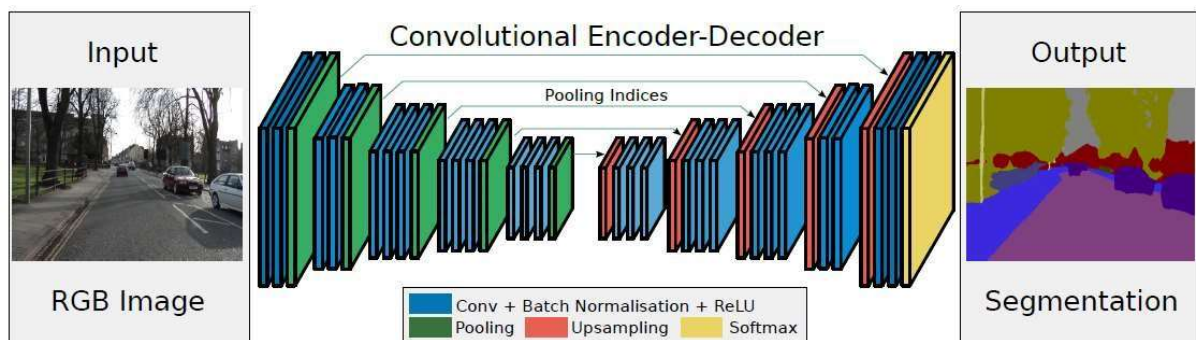 Input
RGB Image
Convolutional Encoder-Decoder
Pooling Indices
Conv + Batch Normalisation + ReLU
Pooling Upsampling Softmax
Output
Segmentation